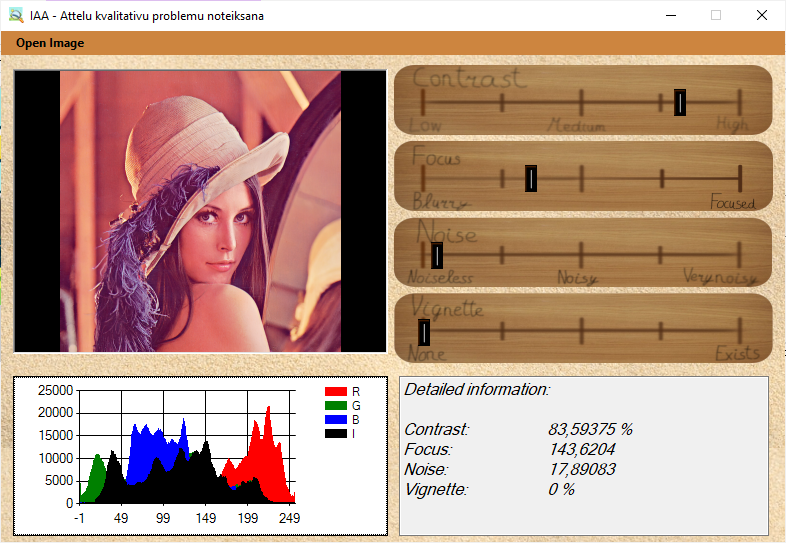 IAA - Attelu kvalitativu problemu noteiksana
Open Image
Contrast
Low Medium High
Focus
Blurry Focused
Noise
Noiseless Noisy Very noisy
Vignette
None Exists
25000
20000
15000
10000
5000
0
-1 49 99 149 199 249
R
G
B
I
Detailed information:
Contrast: 83,59375 %
Focus: 143,6204
Noise: 17,89083
Vignette: 0 %